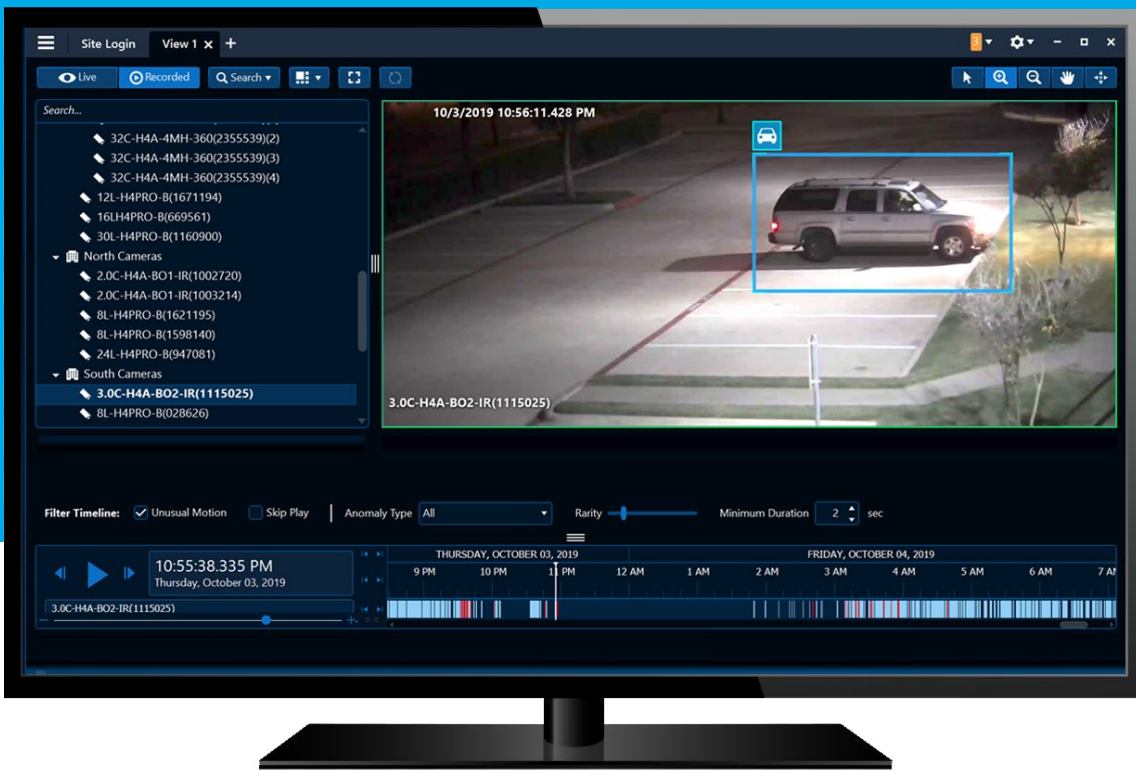 Site Login View 1 x +
3
Live Recorded Search
Search...
32C-H4A-4MH-360(2355539)(2)
32C-H4A-4MH-360(2355539)(3)
32C-H4A-4MH-360(2355539)(4)
12L-H4PRO-B(1671194)
16LH4PRO-B(669561)
30L-H4PRO-B(1160900)
North Cameras
2.0C-H4A-BO1-IR(1002720)
2.0C-H4A-BO1-IR(1003214)
8L-H4PRO-B(1621195)
8L-H4PRO-B(1598140)
24L-H4PRO-B(947081)
South Cameras
3.0C-H4A-BO2-IR(1115025)
8L-H4PRO-B(028626)
10/3/2019 10:56:11.428 PM
3.0C-H4A-BO2-IR(1115025)
Filter Timeline: Unusual Motion Skip Play Anomaly Type All Rarity Minimum Duration 2 sec
10:55:38.335 PM
Thursday, October 03, 2019
3.0C-H4A-BO2-IR(1115025)
THURSDAY, OCTOBER 03, 2019 FRIDAY, OCTOBER 04, 2019
9 PM 10 PM 11 PM 12 AM 1 AM 2 AM 3 AM 4 AM 5 AM 6 AM 7 AM